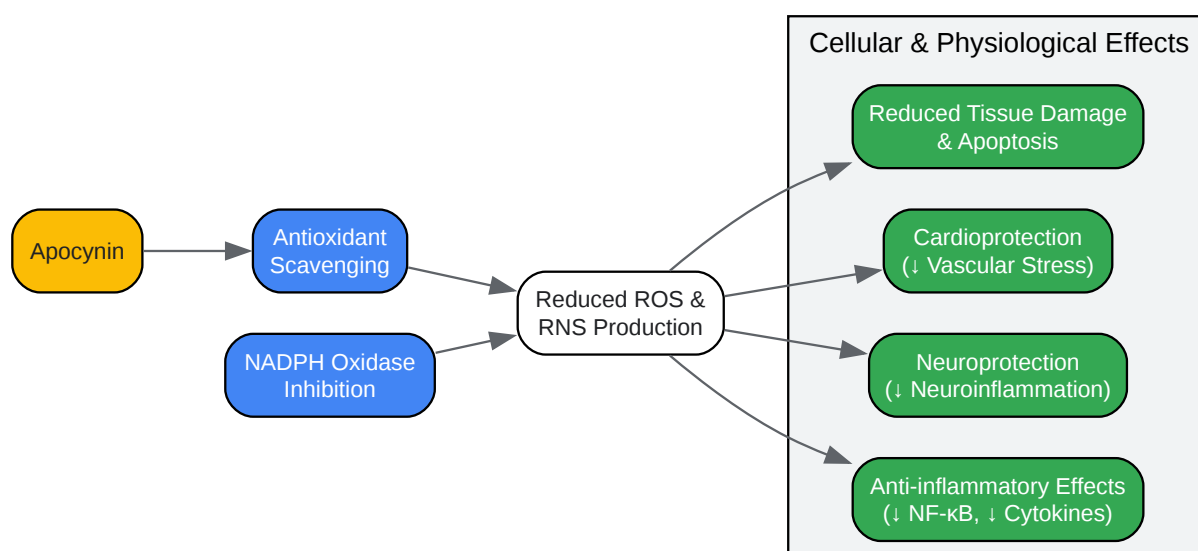 Cellular & Physiological Effects
Apocynin
Antioxidant
Scavenging
NADPH Oxidase
Inhibition
Reduced ROS &
RNS Production
Reduced Tissue Damage
& Apoptosis
Cardioprotection
(↓ Vascular Stress)
Neuroprotection
(↓ Neuroinflammation)
Anti-inflammatory Effects
(↓ NF-κB, ↓ Cytokines)